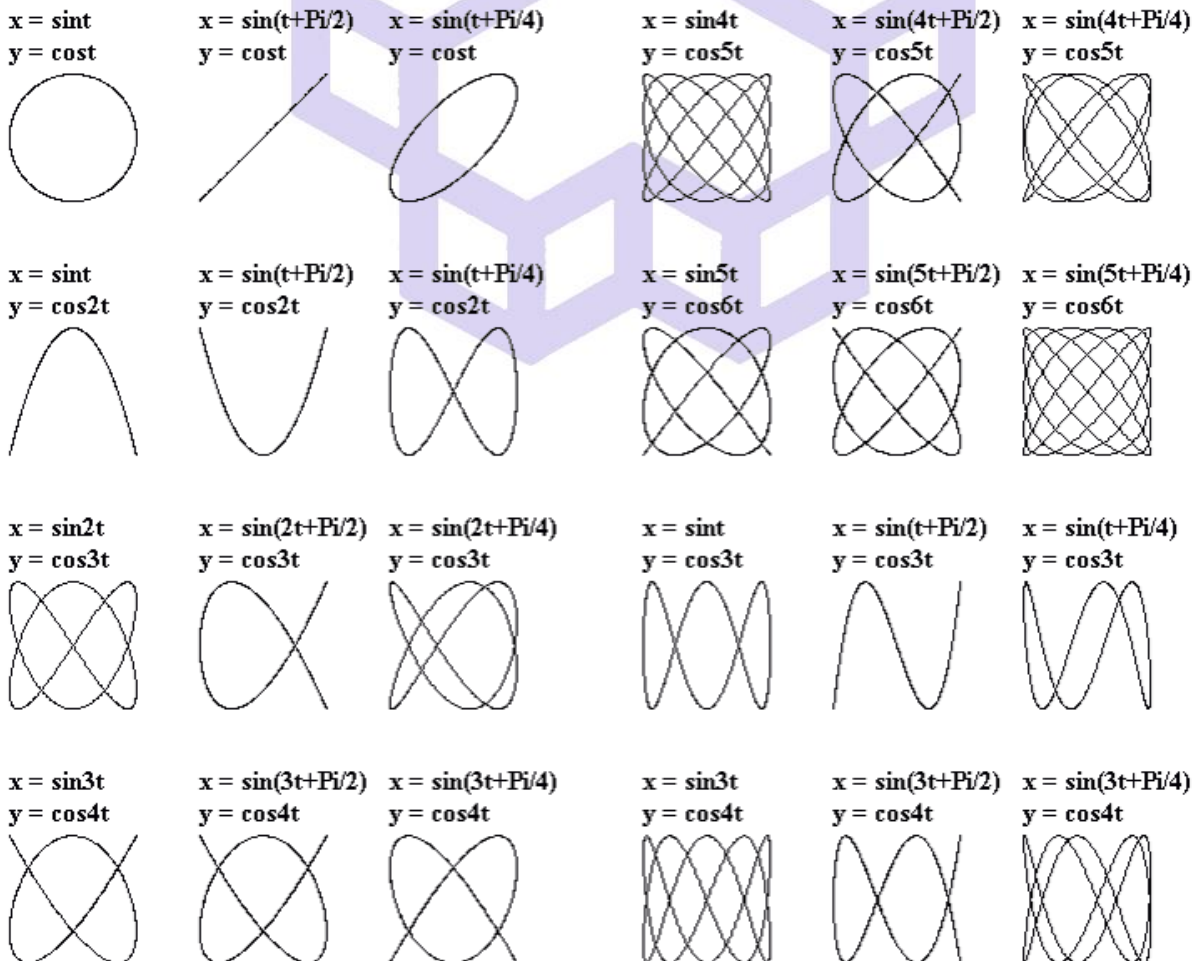 x = sint
y = cost
x = sin(t+Pi/2)
y = cost
x = sin(t+Pi/4)
y = cost
x = sin4t
y = cos5t
x = sin(4t+Pi/2)
y = cos5t
x = sin(4t+Pi/4)
y = cos5t
x = sint
y = cos2t
x = sin(t+Pi/2)
y = cos2t
x = sin(t+Pi/4)
y = cos2t
x = sin5t
y = cos6t
x = sin(5t+Pi/2)
y = cos6t
x = sin(5t+Pi/4)
y = cos6t
x = sin2t
y = cos3t
x = sin(2t+Pi/2)
y = cos3t
x = sin(2t+Pi/4)
y = cos3t
x = sint
y = cos3t
x = sin(t+Pi/2)
y = cos3t
x = sin(t+Pi/4)
y = cos3t
x = sin3t
y = cos4t
x = sin(3t+Pi/2)
y = cos4t
x = sin(3t+Pi/4)
y = cos4t
x = sin3t
y = cos4t
x = sin(3t+Pi/2)
y = cos4t
x = sin(3t+Pi/4)
y = cos4t